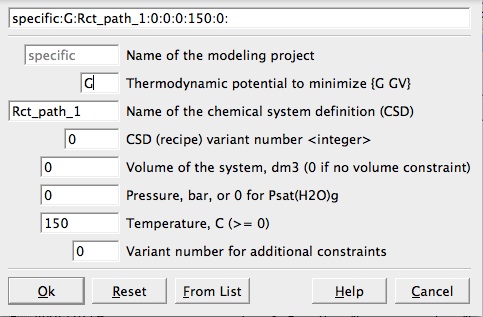 specific:G:Rct_path_1:0:0:0:150:0:
specific Name of the modeling project
G Thermodynamic potential to minimize {G GV}
Rct_path_1 Name of the chemical system definition (CSD)
0 CSD (recipe) variant number <integer>
0 Volume of the system, dm3 (0 if no volume constraint)
0 Pressure, bar, or 0 for Psat(H2O)g
150 Temperature, C (>= 0)
0 Variant number for additional constraints
Ok Reset From List Help Cancel